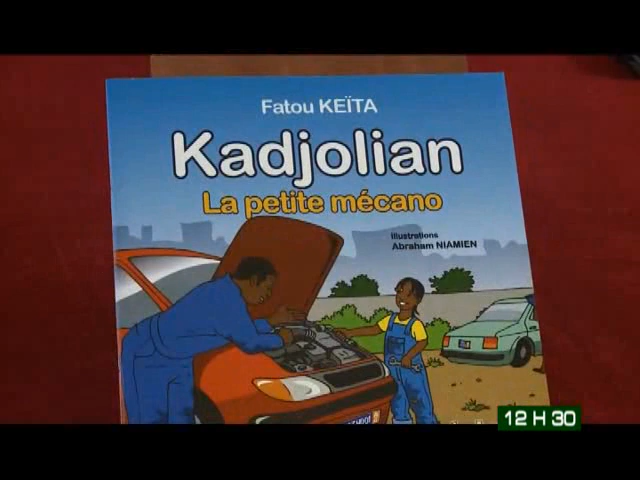 Fatou KEÏTA
Kadjolian
La petite mécano
illustrations
Abraham NIAMIEN
12 H 30